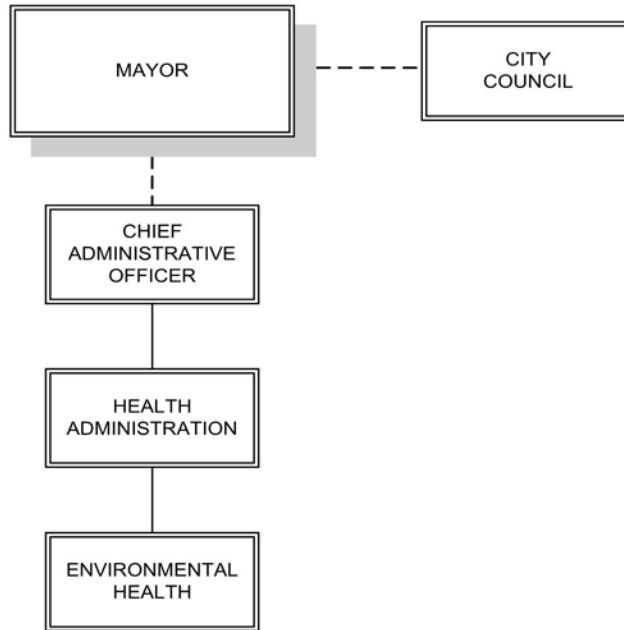 MAYOR
CITY
COUNCIL
CHIEF
ADMINISTRATIVE
OFFICER
HEALTH
ADMINISTRATION
ENVIRONMENTAL
HEALTH